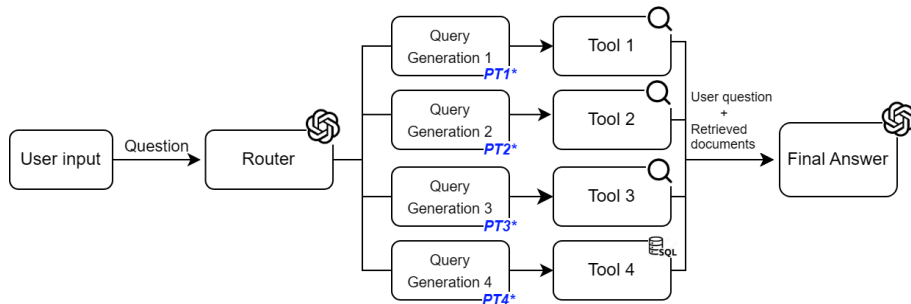 Query
Generation 1
PT1*
Tool 1
Query
Generation 2
PT2*
Tool 2
User input
Question
Router
Query
Generation 3
PT3*
Tool 3
Query
Generation 4
PT4*
Tool 4
SQL
User question
+
Retrieved
documents
Final Answer